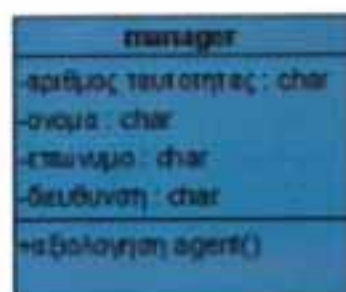 manager
-αριθμος ταυτοτητας : char
-ονομα : char
-επωνυμο : char
-διευθυνση : char
+αξιολογηση agent()